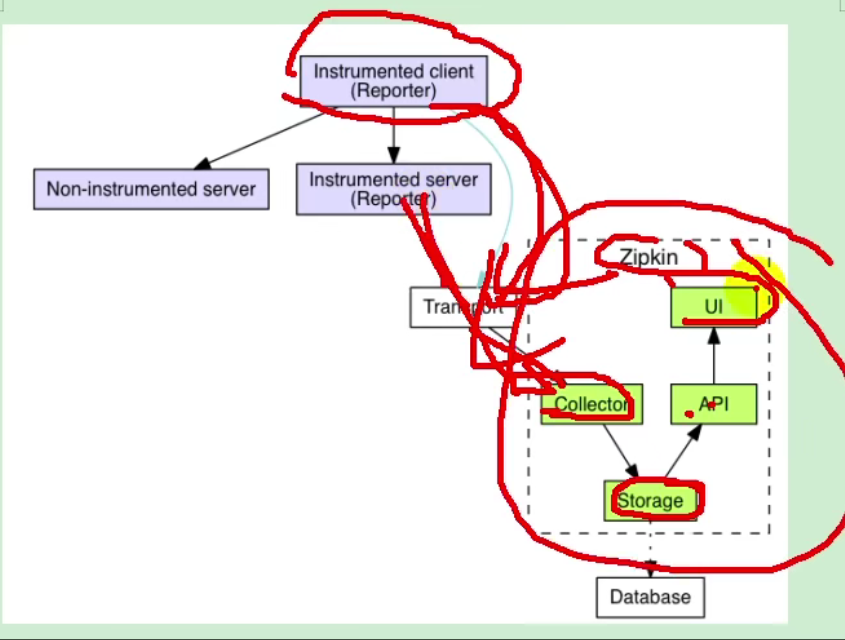 Instrumented client
(Reporter)
Non-instrumented server
Instrumented server
(Reporter)
Zipkin
Transport
UI
Collector
API
Storage
Database